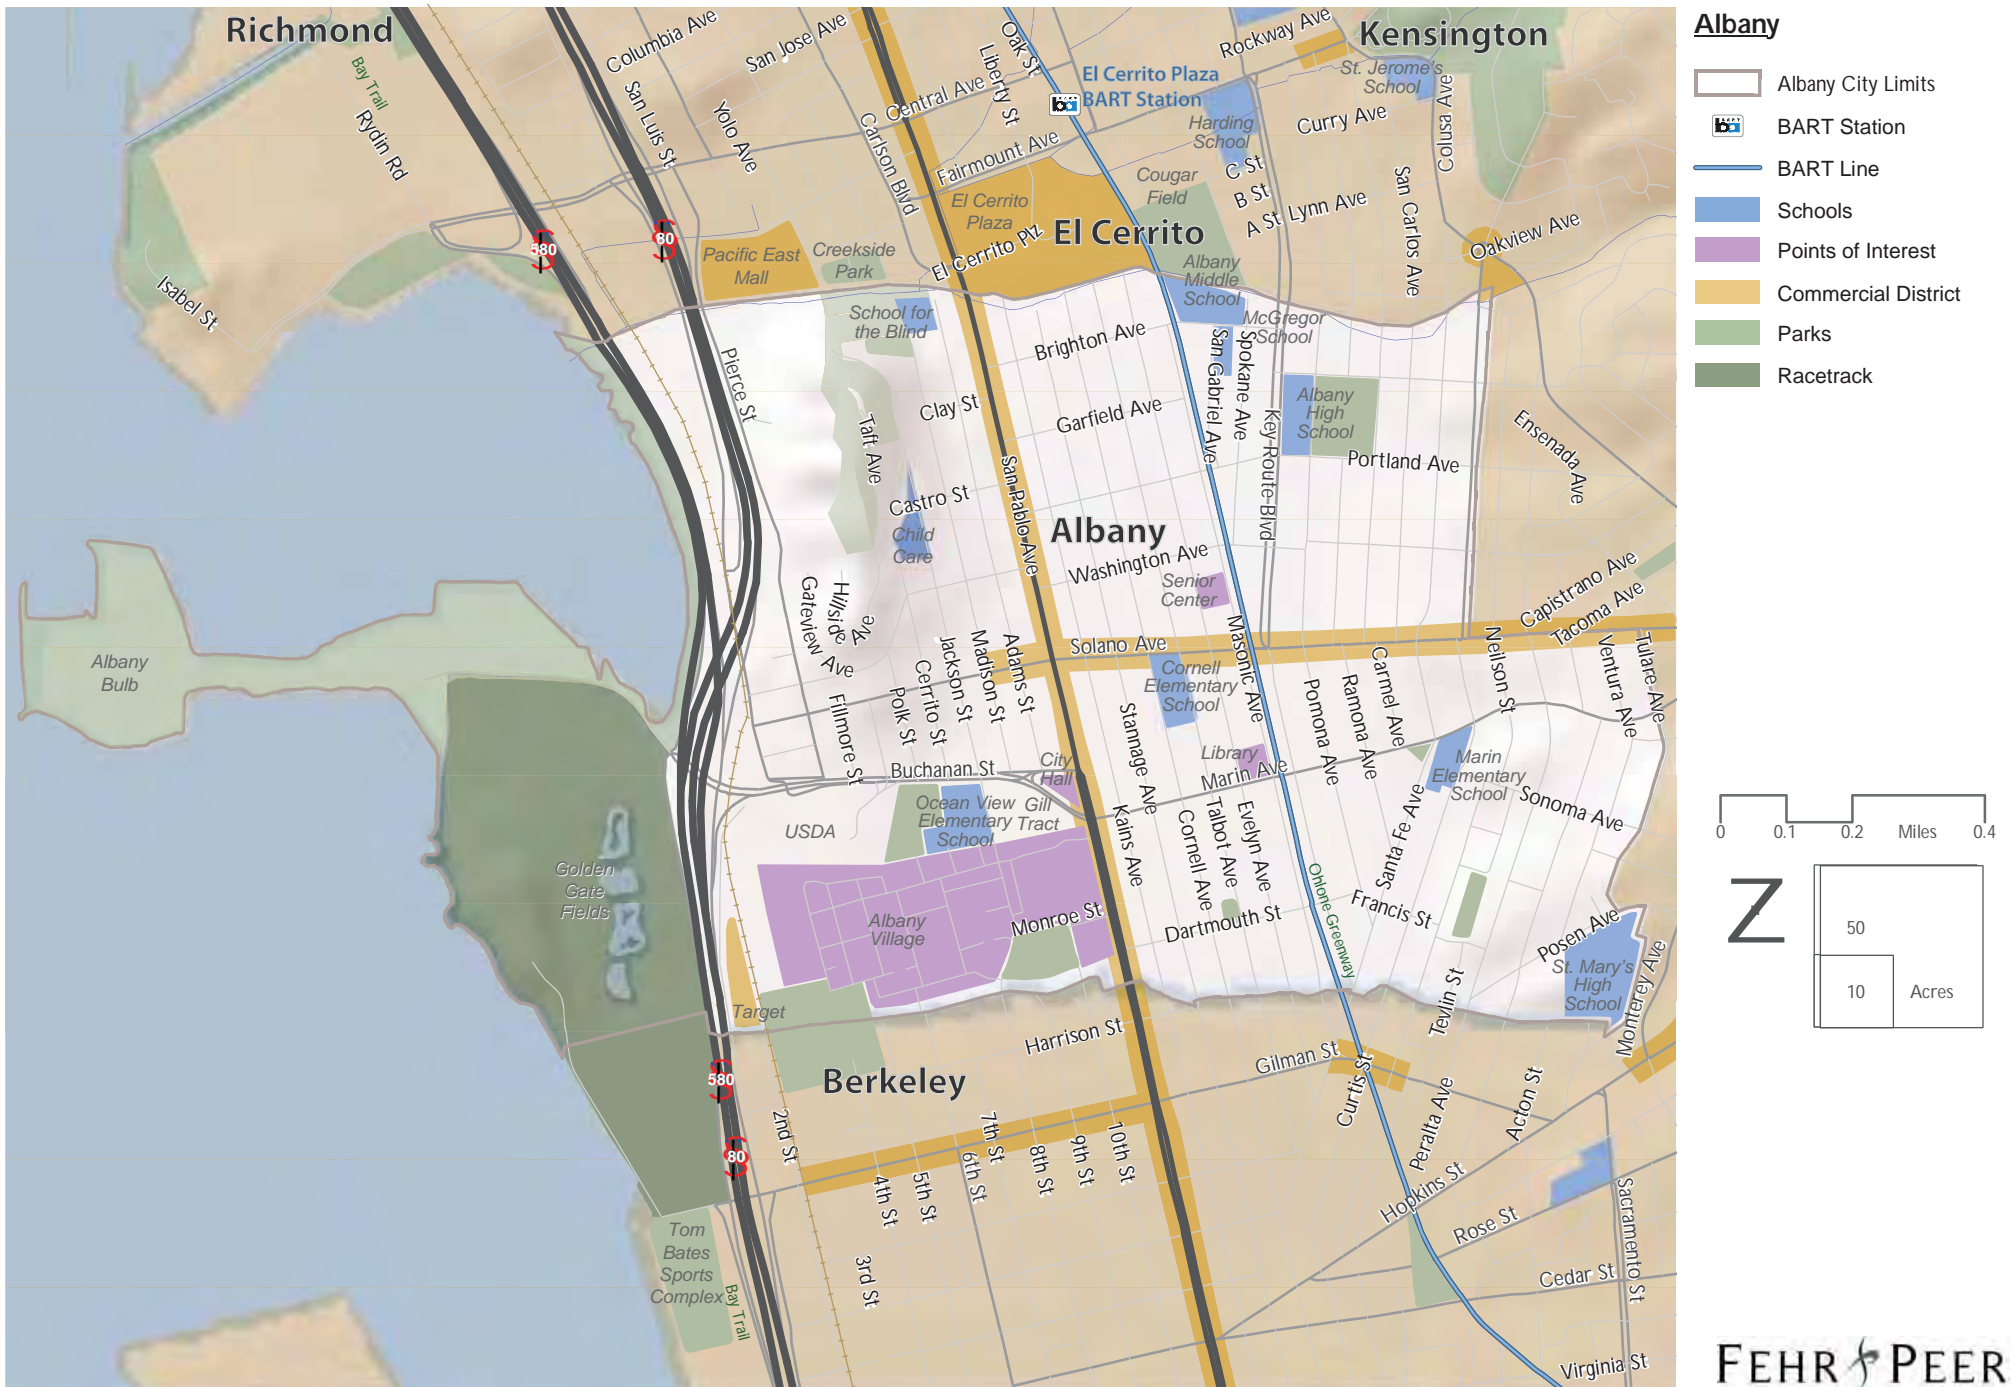 Richmond
Kensington
El Cerrito
Albany
Berkeley
Columbia Ave
San Jose Ave
Oak St
Liberty St
Rockway Ave
Bay Trail
Rydin Rd
San Luis St
Yolo Ave
Central Ave
Carlson Blvd
Fairmount Ave
El Cerrito Plaza
BART Station
Harding
School
St. Jerome's
School
Colusa Ave
Curry Ave
C St
B St
A St
Lynn Ave
San Carlos Ave
Oakview Ave
Cougar
Field
El Cerrito
Plaza
El Cerrito Plz
580
80
Pacific East
Mall
Creekside
Park
Isabel St
Albany
Middle
School
McGregor
School
School for
the Blind
Brighton Ave
San Gabriel Ave
Spokane Ave
Key Route Blvd
Pierce St
Taft Ave
Clay St
Garfield Ave
Albany
High
School
Portland Ave
Ensenada Ave
Castro St
Child
Care
San Pablo Ave
Washington Ave
Senior
Center
Capistrano Ave
Tacoma Ave
Gateview Ave
Hillside Ave
Jackson St
Madison St
Adams St
Cerrito St
Polk St
Fillmore St
Solano Ave
Masonic Ave
Cornell
Elementary
School
Neilson St
Ventura Ave
Tulare Ave
Carmel Ave
Ramona Ave
Pomona Ave
Albany
Bulb
Stannage Ave
City
Hall
Library
Marin Ave
Buchanan St
Marin
Elementary
School
Sonoma Ave
Santa Fe Ave
Ocean View
Elementary
School
Gill
Tract
USDA
Kains Ave
Cornell Ave
Talbot Ave
Evelyn Ave
Golden
Gate
Fields
Albany
Village
Monroe St
Dartmouth St
Ohlone Greenway
Francis St
Posen Ave
St. Mary's
High
School
Monterey Ave
Tevlin St
Target
Harrison St
Gilman St
Curtis St
Peralta Ave
Acton St
580
80
2nd St
3rd St
4th St
5th St
6th St
7th St
8th St
9th St
10th St
Hopkins St
Rose St
Sacramento St
Cedar St
Virginia St
Tom
Bates
Sports
Complex
Bay Trail
Albany
Albany City Limits
BART Station
BART Line
Schools
Points of Interest
Commercial District
Parks
Racetrack
0 0.1 0.2 Miles 0.4
50
10 Acres
FEHR PEER